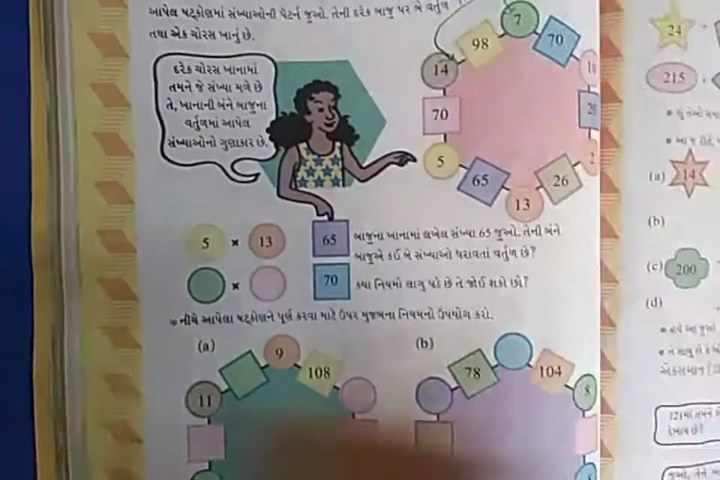 આપેલ ષટ્કોણમાં સંખ્યાઓની પૅટર્ન જુઓ. તેની દરેક બાજુ પર બે વર્તુળ
તથા એક ચોરસ ખાનું છે.
દરેક ચોરસ ખાનામાં
તમને જે સંખ્યા મળે છે
તે, ખાનાની બંને બાજુના
વર્તુળમાં આપેલ
સંખ્યાઓનો ગુણાકાર છે.
7
98
70
14
70
5
65
13
26
5 × 13
65
બાજુના ખાનામાં લખેલ સંખ્યા 65 જુઓ. તેની બંને
બાજુએ કઈ બે સંખ્યાઓ ધરાવતાં વર્તુળ છે?
×
70
ક્યા નિયમો લાગુ પડે છે તે જોઈ શકો છો?
નીચે આપેલા ષટ્કોણને પૂર્ણ કરવા માટે ઉપર મુજબના નિયમનો ઉપયોગ કરો.
(a)
9
108
11
(b)
78
104
8
24
215
(a)
14
(b)
(c)
200
(d)